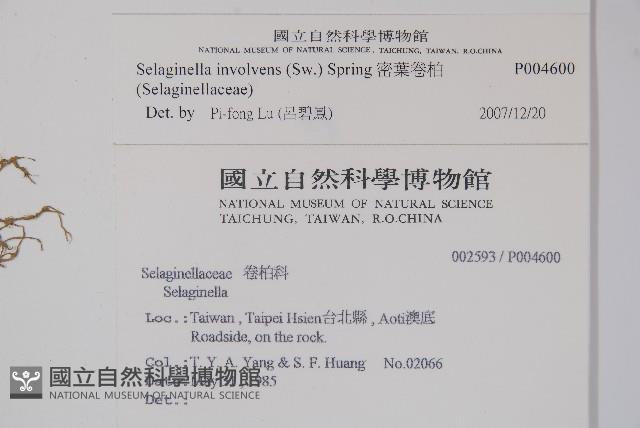 國立自然科學博物館
NATIONAL MUSEUM OF NATURAL SCIENCE, TAICHUNG, TAIWAN, R.O.CHINA
Selaginella involvens (Sw.) Spring 密葉卷柏 P004600
(Selaginellaceae)
Det. by Pi-fong Lu (呂碧鳳) 2007/12/20
國立自然科學博物館
NATIONAL MUSEUM OF NATURAL SCIENCE
TAICHUNG, TAIWAN, R.O.CHINA
002593 / P004600
Selaginellaceae 卷柏科
Selaginella
Loc.: Taiwan , Taipei Hsien台北縣 , Aoti澳底
Roadside, on the rock.
Col.: T. Y. A. Yang & S. F. Huang No.02066
國立自然科學博物館
NATIONAL MUSEUM OF NATURAL SCIENCE
Det.: